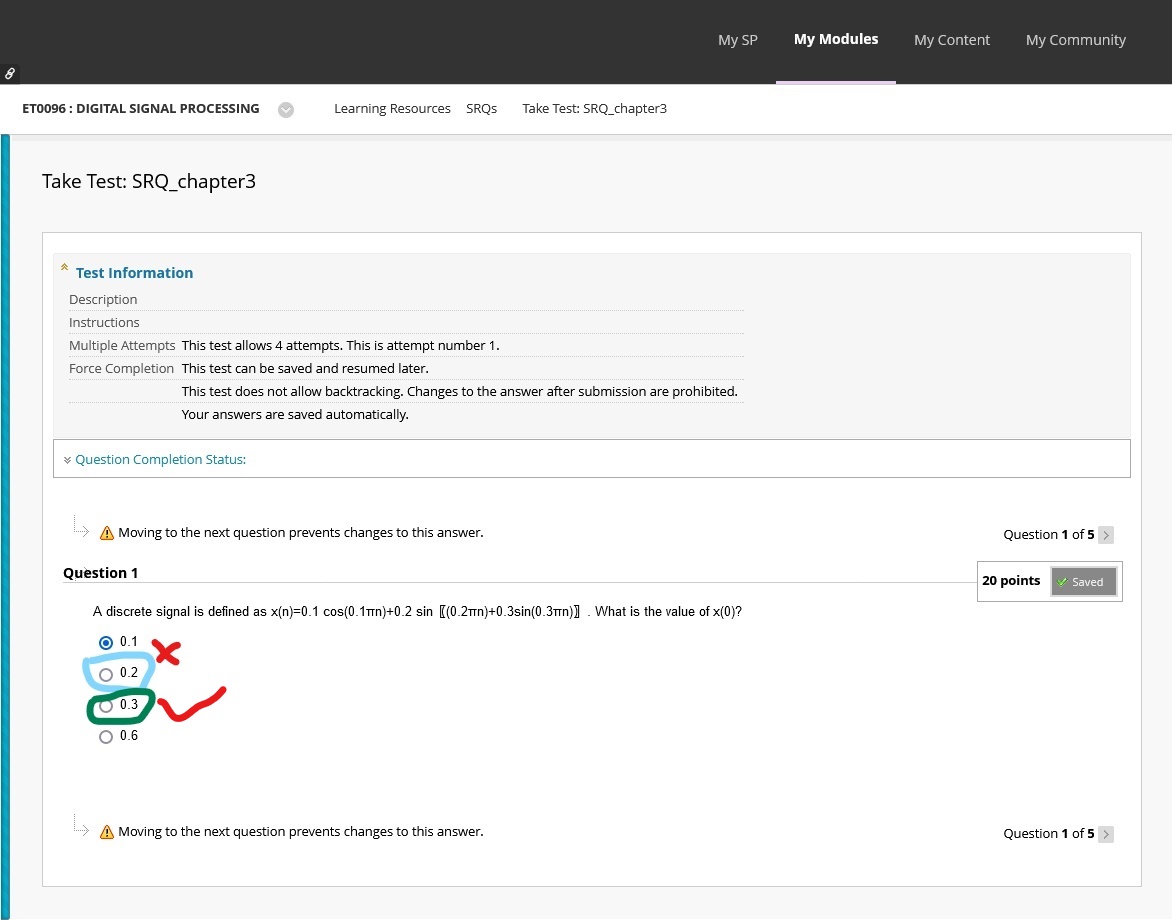 My SP My Modules My Content My Community
ET0096 : DIGITAL SIGNAL PROCESSING Learning Resources SRQs Take Test: SRQ_chapter3
Take Test: SRQ_chapter3
Test Information
Description
Instructions
Multiple Attempts This test allows 4 attempts. This is attempt number 1.
Force Completion This test can be saved and resumed later.
This test does not allow backtracking. Changes to the answer after submission are prohibited.
Your answers are saved automatically.
Question Completion Status:
Moving to the next question prevents changes to this answer. Question 1 of 5 >
Question 1
20 points Saved
A discrete signal is defined as x(n)=0.1 cos(0.1πn)+0.2 sin〖(0.2πn)+0.3sin(0.3πn)〗 . What is the value of x(0)?
0.1
0.2
0.3
0.6
Moving to the next question prevents changes to this answer. Question 1 of 5 >